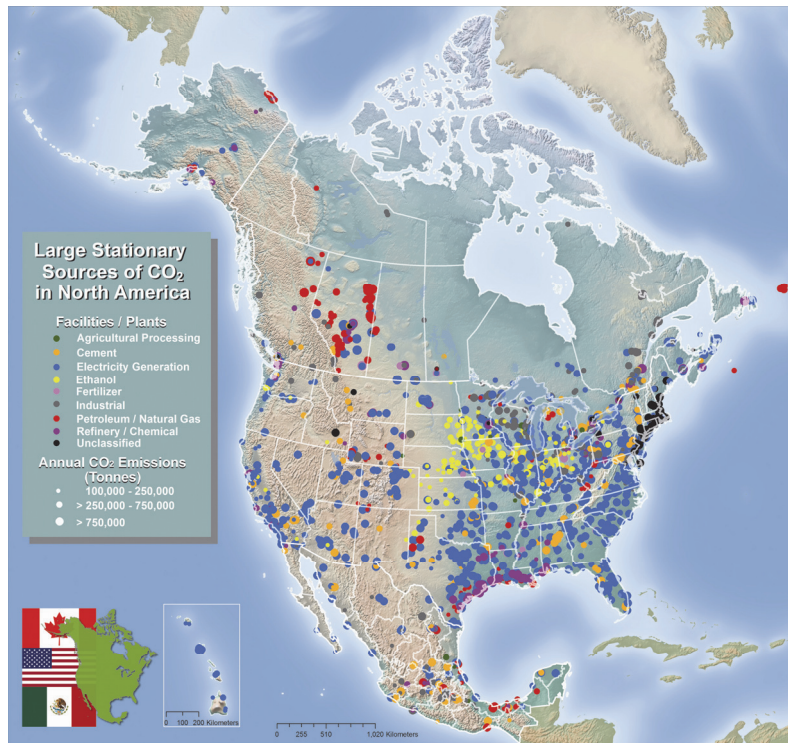 Large Stationary
Sources of CO₂
in North America
Facilities / Plants
Agricultural Processing
Cement
Electricity Generation
Ethanol
Fertilizer
Industrial
Petroleum / Natural Gas
Refinery / Chemical
Unclassified
Annual CO₂ Emissions
(Tonnes)
100,000 - 250,000
> 250,000 - 750,000
> 750,000
0 100 200 Kilometers
0 255 510 1,020 Kilometers